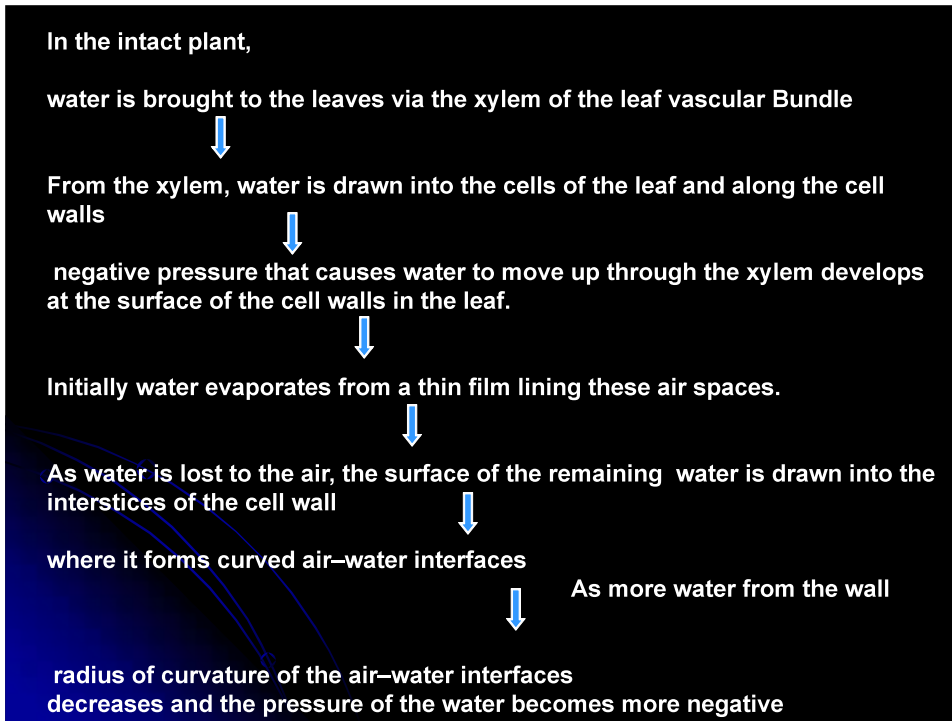 In the intact plant,
water is brought to the leaves via the xylem of the leaf vascular Bundle
From the xylem, water is drawn into the cells of the leaf and along the cell
walls
negative pressure that causes water to move up through the xylem develops
at the surface of the cell walls in the leaf.
Initially water evaporates from a thin film lining these air spaces.
As water is lost to the air, the surface of the remaining water is drawn into the
interstices of the cell wall
where it forms curved air–water interfaces
As more water from the wall
radius of curvature of the air–water interfaces
decreases and the pressure of the water becomes more negative